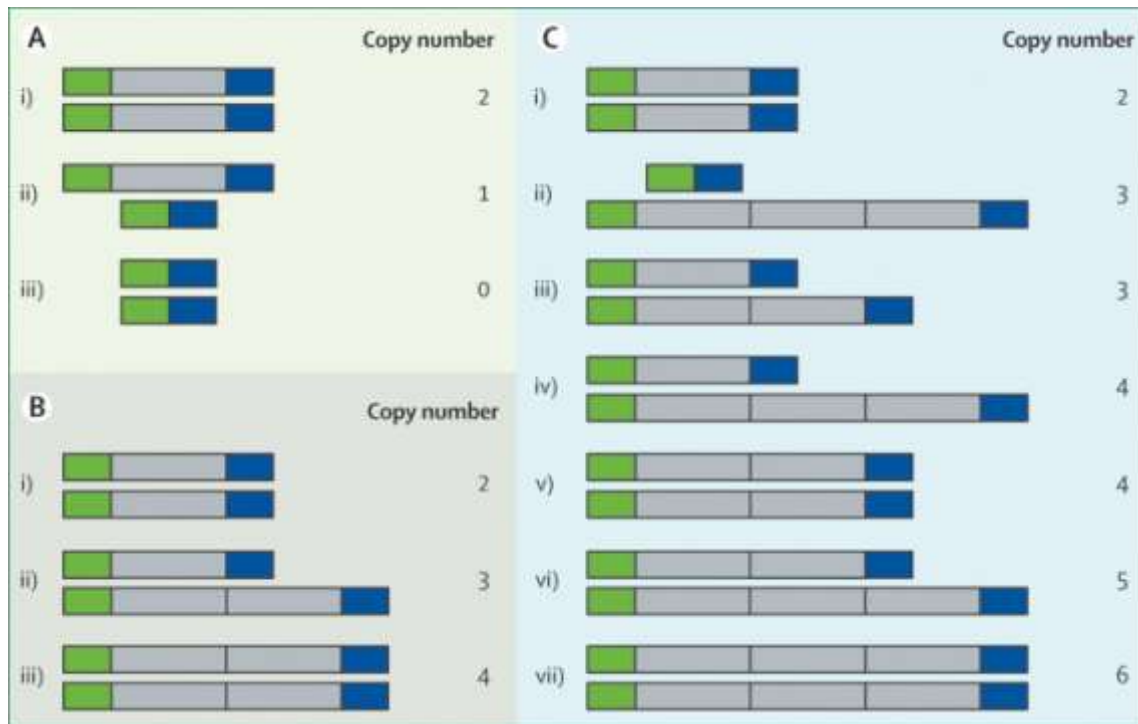 A
Copy number
i)
2
ii)
1
iii)
0
B
Copy number
i)
2
ii)
3
iii)
4
C
Copy number
i)
2
ii)
3
iii)
3
iv)
4
v)
4
vi)
5
vii)
6